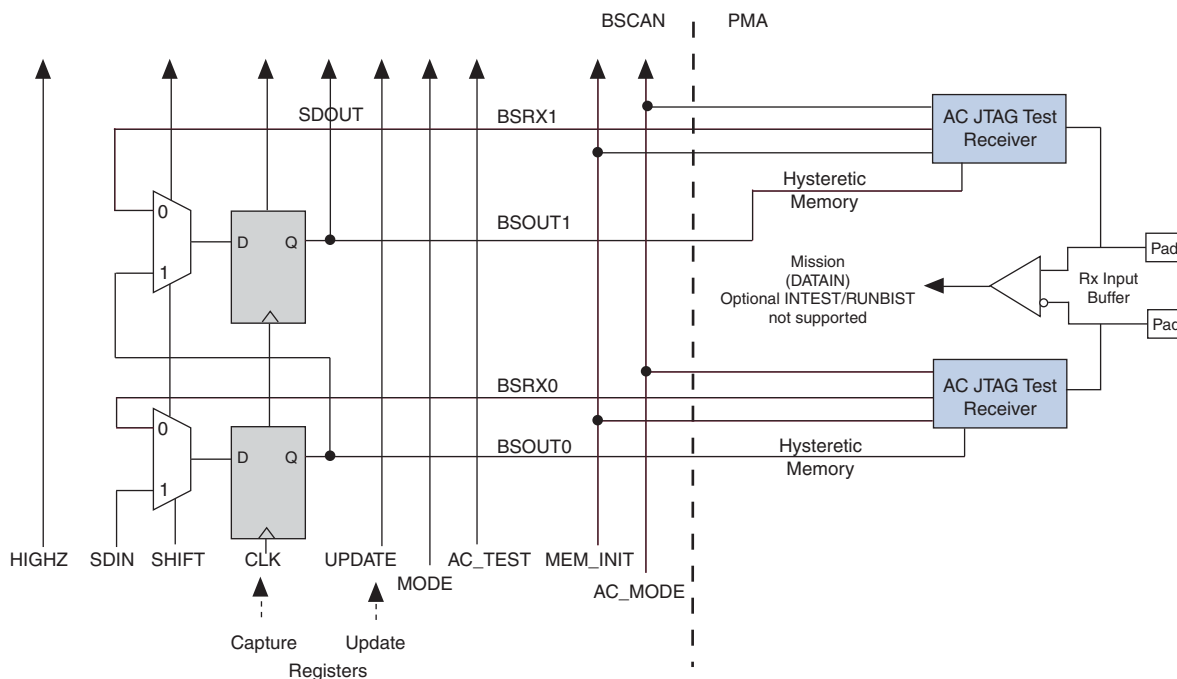 BSCAN
PMA
SDOUT
BSRX1
AC JTAG Test
Receiver
Hysteretic
Memory
0
1
D
Q
BSOUT1
Mission
(DATAIN)
Optional INTEST/RUNBIST
not supported
Rx Input
Buffer
Pad
Pad
BSRX0
AC JTAG Test
Receiver
0
1
D
Q
BSOUT0
Hysteretic
Memory
HIGHZ
SDIN
SHIFT
CLK
UPDATE
MODE
AC_TEST
MEM_INIT
AC_MODE
Capture
Update
Registers